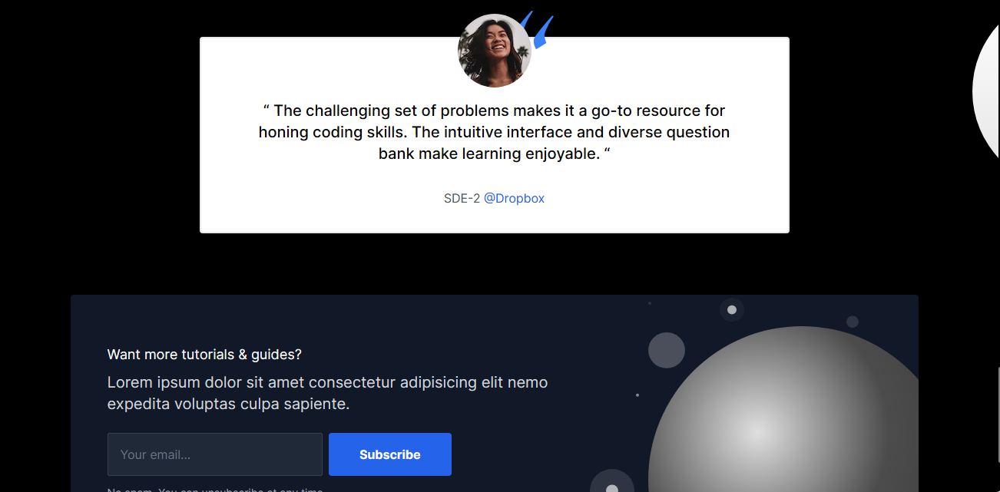 “ The challenging set of problems makes it a go-to resource for
honing coding skills. The intuitive interface and diverse question
bank make learning enjoyable. “
SDE-2 @Dropbox
Want more tutorials & guides?
Lorem ipsum dolor sit amet consectetur adipisicing elit nemo
expedita voluptas culpa sapiente.
Your email...
Subscribe
No spam. You can unsubscribe at any time.